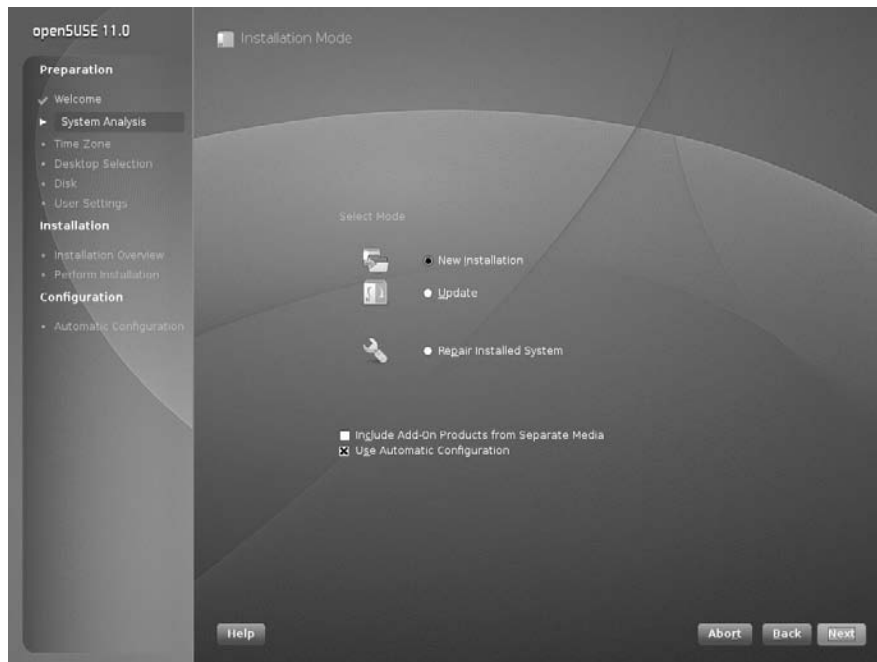 openSUSE 11.0
Preparation
Welcome
System Analysis
Time Zone
Desktop Selection
Disk
User Settings
Installation
Installation Overview
Perform Installation
Configuration
Automatic Configuration
Installation Mode
Select Mode
New Installation
Update
Repair Installed System
Include Add-On Products from Separate Media
Use Automatic Configuration
Help
Abort
Back
Next